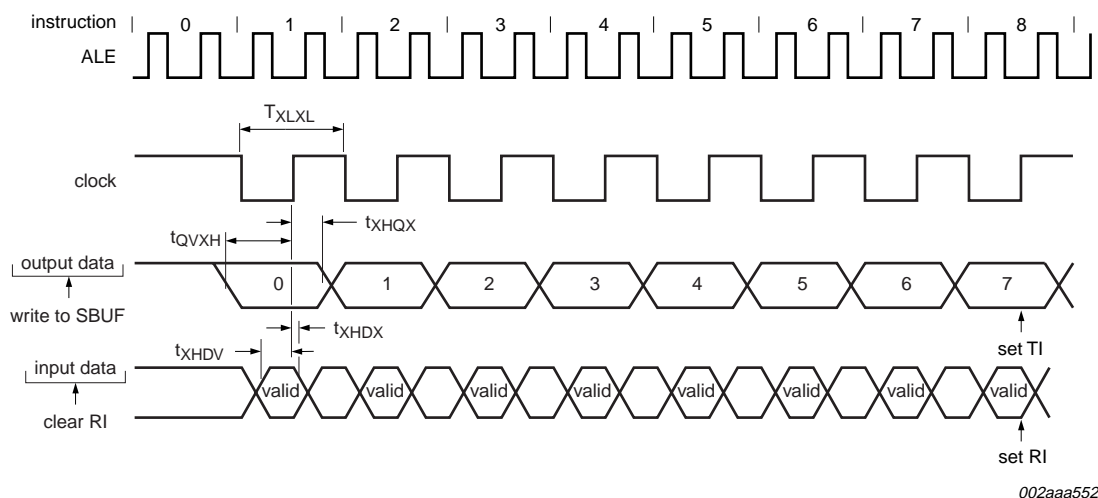 instruction 0 1 2 3 4 5 6 7 8
ALE
TXLXL
clock
tXHQX
tQVXH
output data 0 1 2 3 4 5 6 7
write to SBUF
tXHDX
set TI
tXHDV
input data valid valid valid valid valid valid valid valid
clear RI
set RI
002aaa552